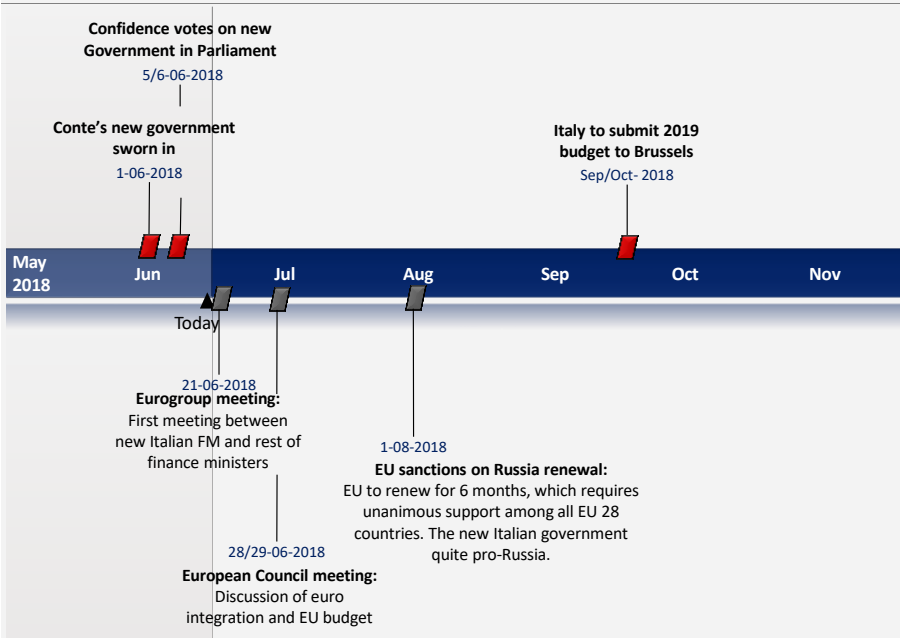 Confidence votes on new
Government in Parliament
5/6-06-2018
Conte's new government
sworn in
1-06-2018
Italy to submit 2019
budget to Brussels
Sep/Oct- 2018
May
2018
Jun
Jul
Aug
Sep
Oct
Nov
Today
21-06-2018
Eurogroup meeting:
First meeting between
new Italian FM and rest of
finance ministers
1-08-2018
EU sanctions on Russia renewal:
EU to renew for 6 months, which requires
unanimous support among all EU 28
countries. The new Italian government
quite pro-Russia.
28/29-06-2018
European Council meeting:
Discussion of euro
integration and EU budget